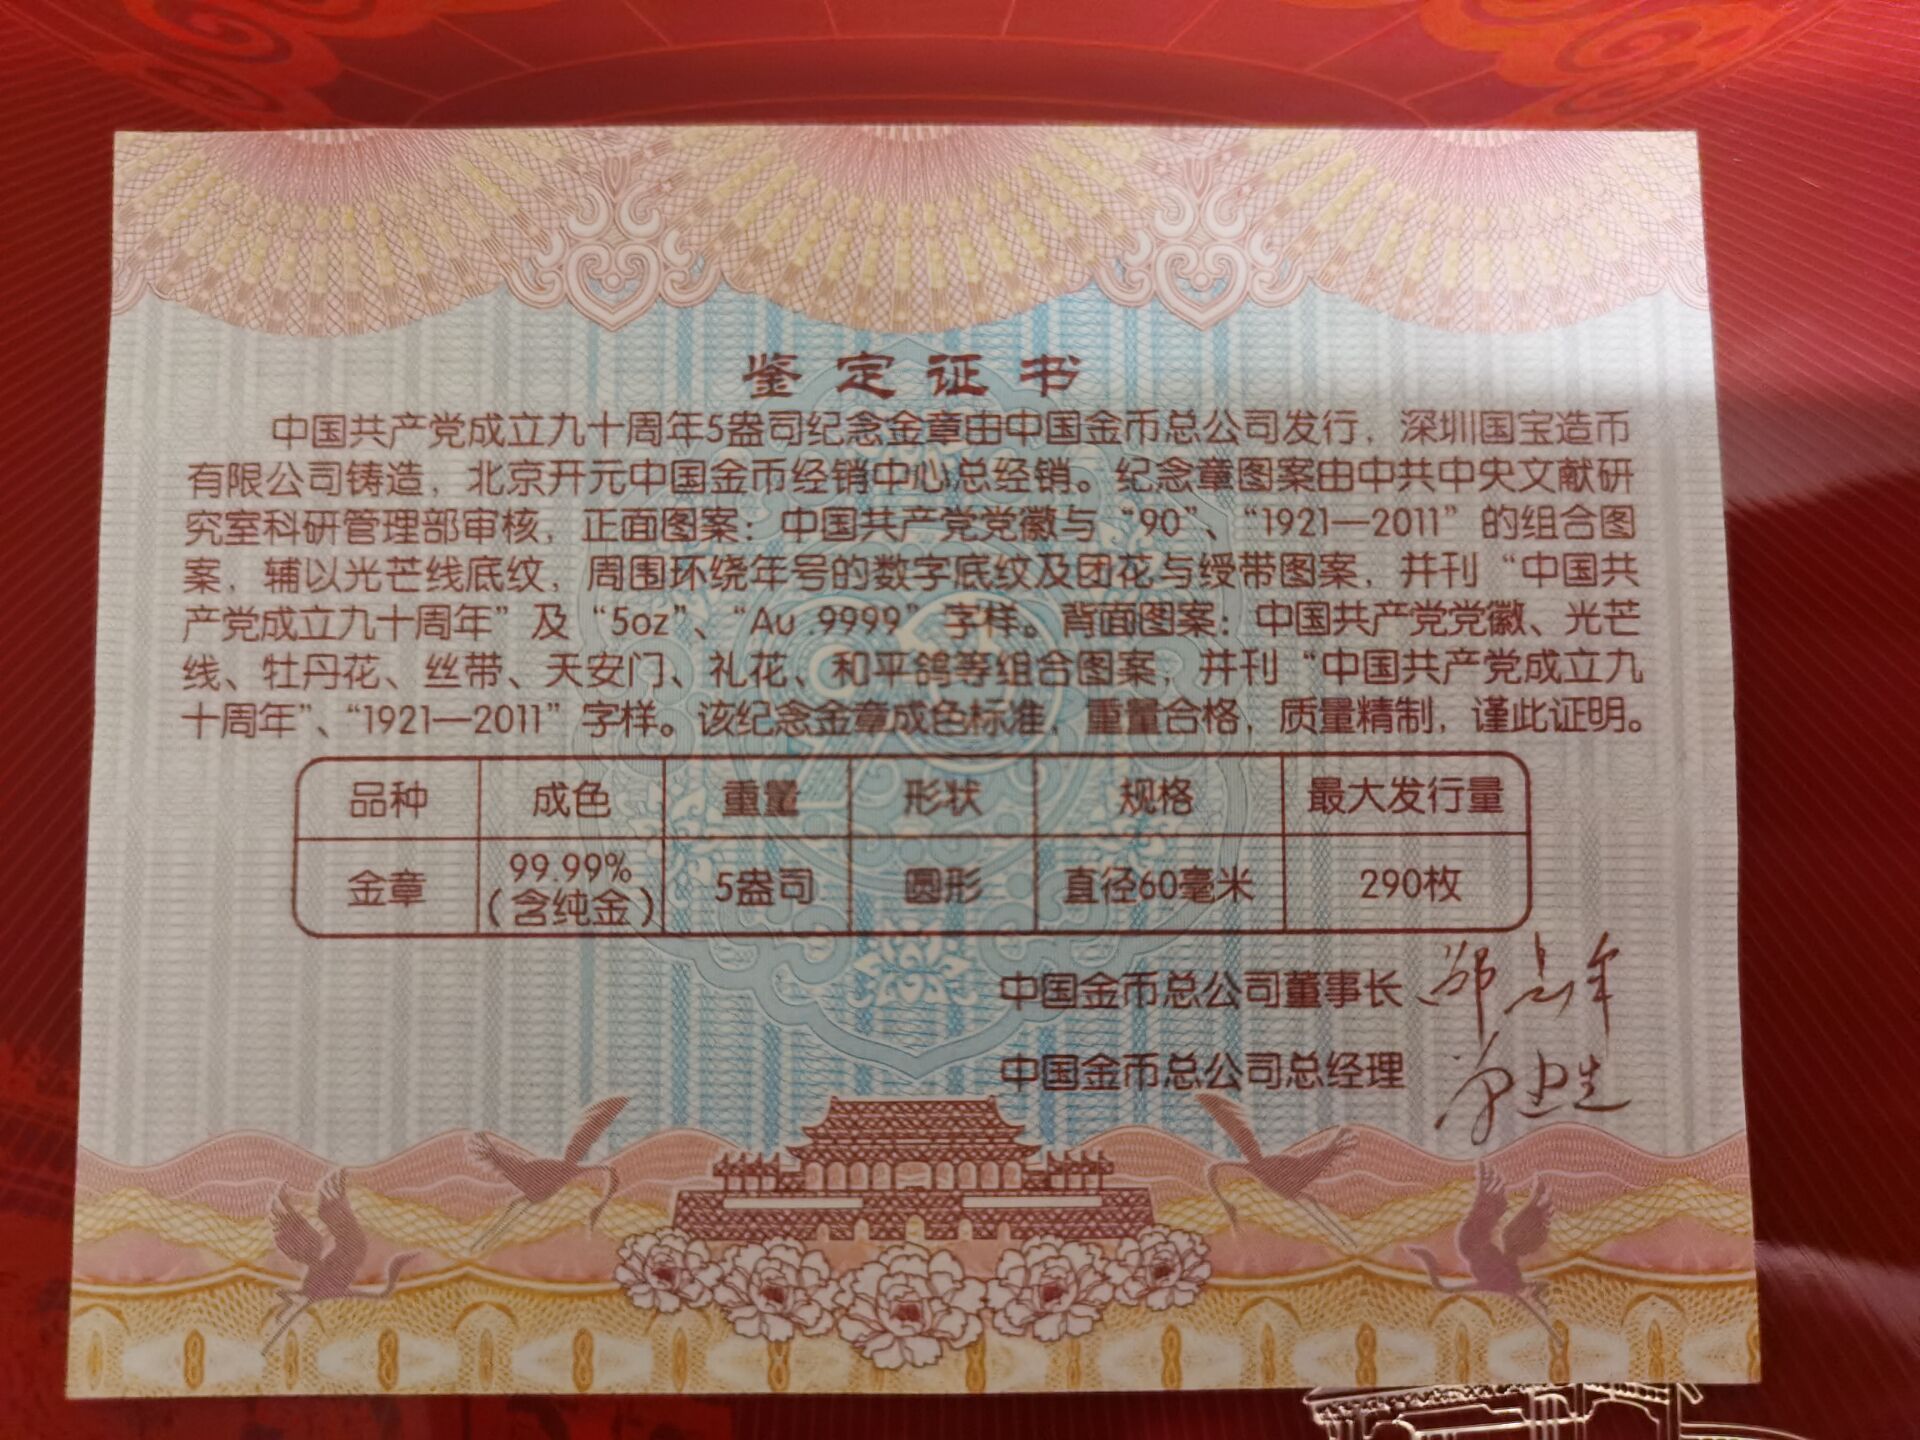 鉴定证书
中国共产党成立九十周年5盎司纪念金章由中国金币总公司发行，深圳国宝造币
有限公司铸造，北京开元中国金币经销中心总经销。纪念章图案由中共中央文献研
究室科研管理部审核，正面图案：中国共产党党徽与“90”、“1921—2011”的组合图
案，辅以光芒线底纹，周围环绕年号的数字底纹及团花与绶带图案，并刊“中国共
产党成立九十周年”及“5oz”、“Au .9999”字样。背面图案：中国共产党党徽、光芒
线、牡丹花、丝带、天安门、礼花、和平鸽等组合图案，并刊“中国共产党成立九
十周年”、“1921—2011”字样。该纪念金章成色标准，重量合格，质量精制，谨此证明。
品种 成色 重量 形状 规格 最大发行量
金章 99.99%（含纯金） 5盎司 圆形 直径60毫米 290枚
中国金币总公司董事长
中国金币总公司总经理